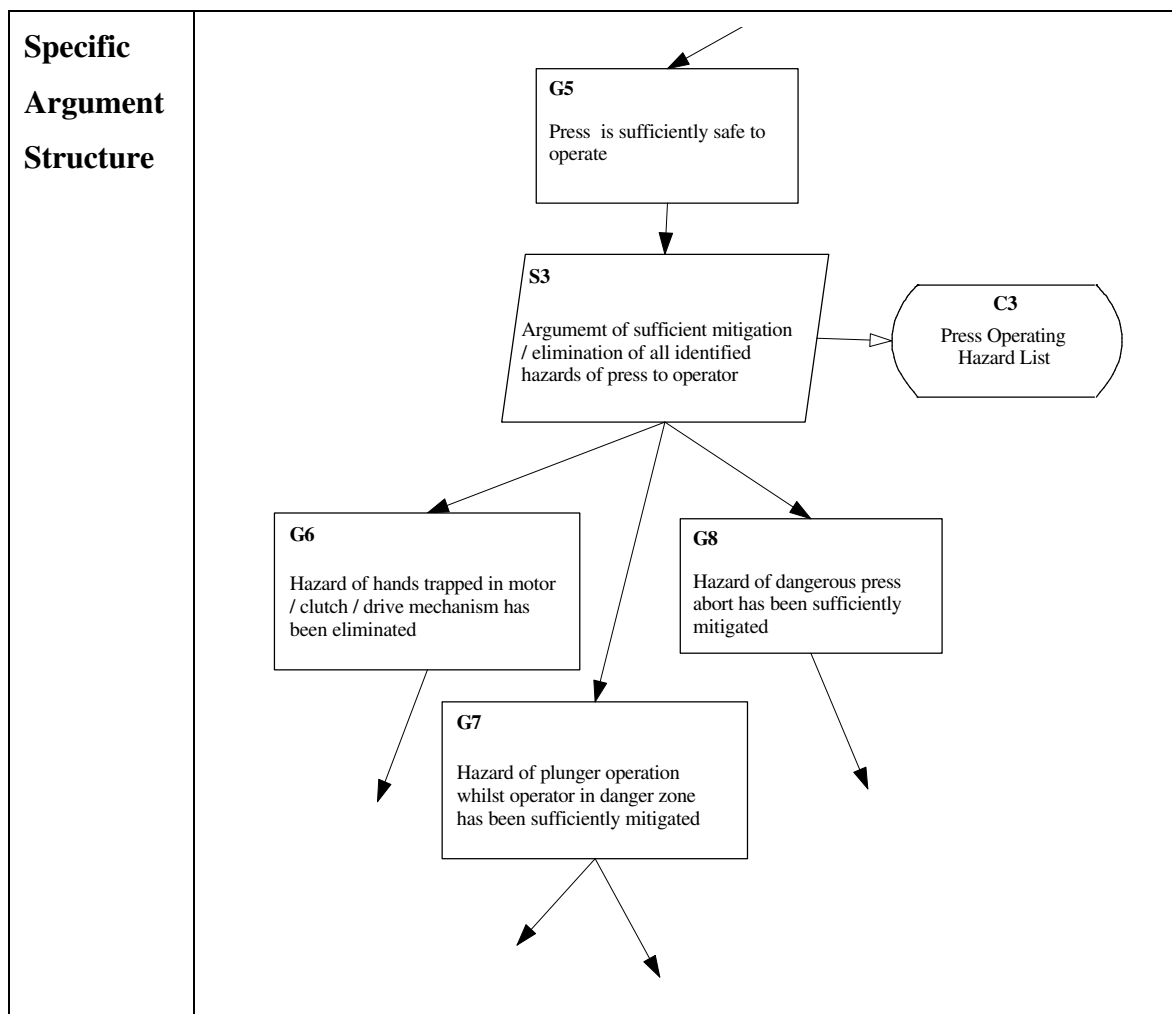 Specific
Argument
Structure
G5
Press is sufficiently safe to
operate
S3
Argumemt of sufficient mitigation
/ elimination of all identified
hazards of press to operator
C3
Press Operating
Hazard List
G6
Hazard of hands trapped in motor
/ clutch / drive mechanism has
been eliminated
G8
Hazard of dangerous press
abort has been sufficiently
mitigated
G7
Hazard of plunger operation
whilst operator in danger zone
has been sufficiently mitigated